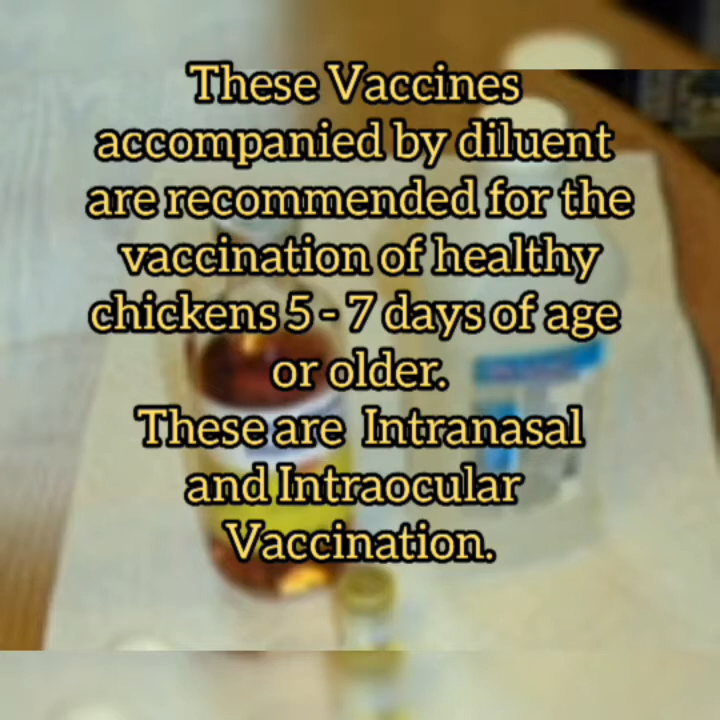 These Vaccines
accompanied by diluent
are recommended for the
vaccination of healthy
chickens 5 - 7 days of age
or older.
These are Intranasal
and Intraocular
Vaccination.